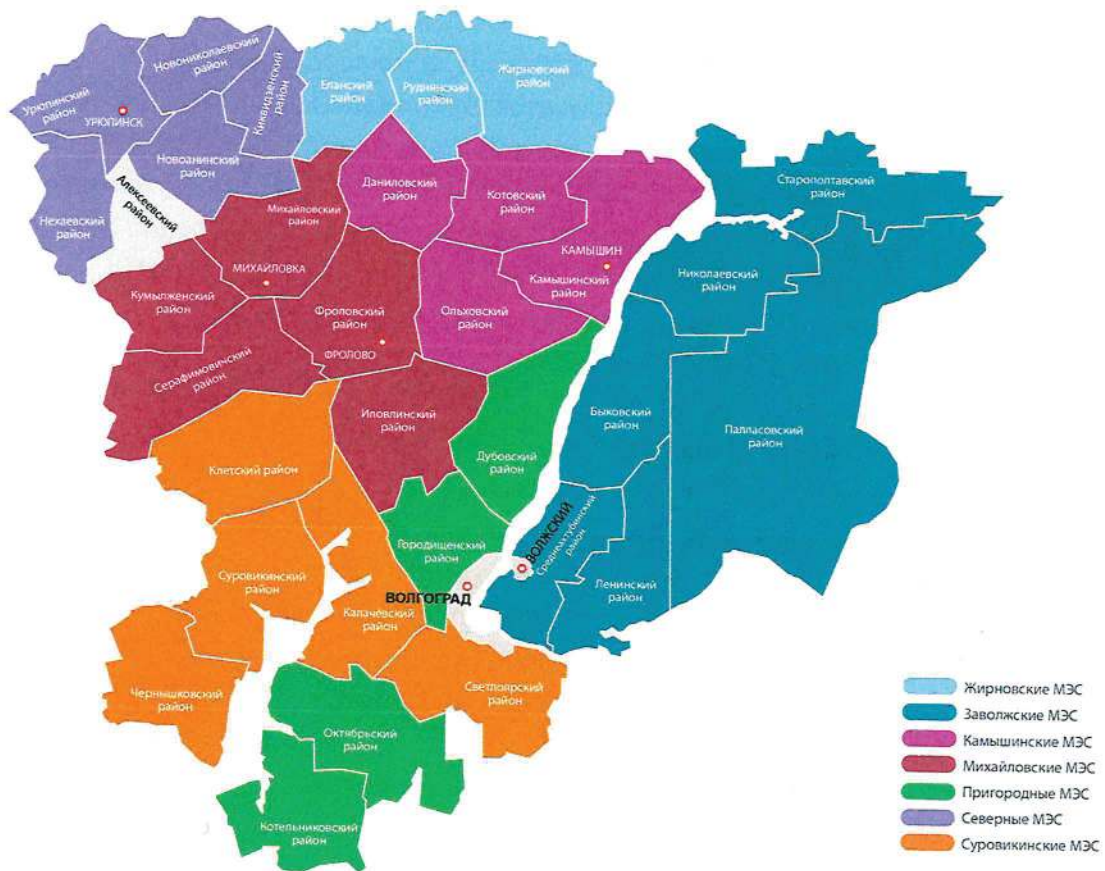 Новониколаевский
район
Урюпинский
район
УРЮПИНСК
Киквидзенский
район
Еланский
район
Руднянский
район
Жирновский
район
Новоаннинский
район
Алексеевский
район
Нехаевский
район
Михайловский
район
МИХАЙЛОВКА
Даниловский
район
Котовский
район
КАМЫШИН
Камышинский
район
Старополтавский
район
Николаевский
район
Кумылженский
район
Фроловский
район
ФРОЛОВО
Ольховский
район
Серафимовичский
район
Иловлинский
район
Быковский
район
Палласовский
район
Дубовский
район
Клетский район
Городищенский
район
ВОЛЖСКИЙ
Среднеахтубинский
район
Ленинский
район
ВОЛГОГРАД
Суровикинский
район
Калачёвский
район
Светлоярский
район
Чернышковский
район
Октябрьский
район
Котельниковский
район
Жирновские МЭС
Заволжские МЭС
Камышинские МЭС
Михайловские МЭС
Пригородные МЭС
Северные МЭС
Суровикинские МЭС